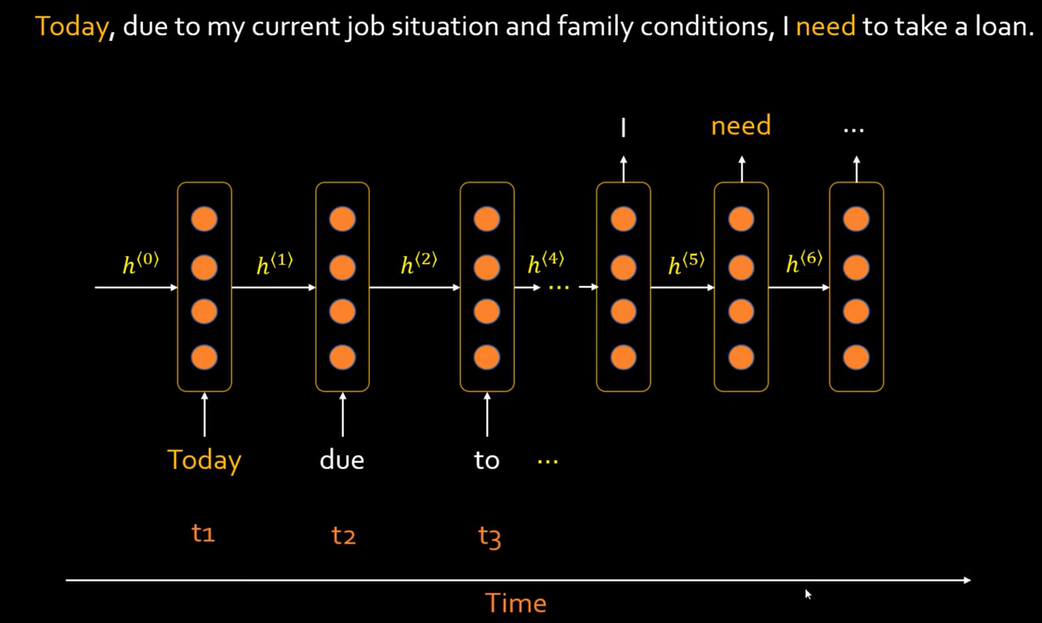 Today, due to my current job situation and family conditions, I need to take a loan.
I need ...
h⟨0⟩ h⟨1⟩ h⟨2⟩ h⟨4⟩ ... h⟨5⟩ h⟨6⟩
Today due to ...
t1 t2 t3
Time